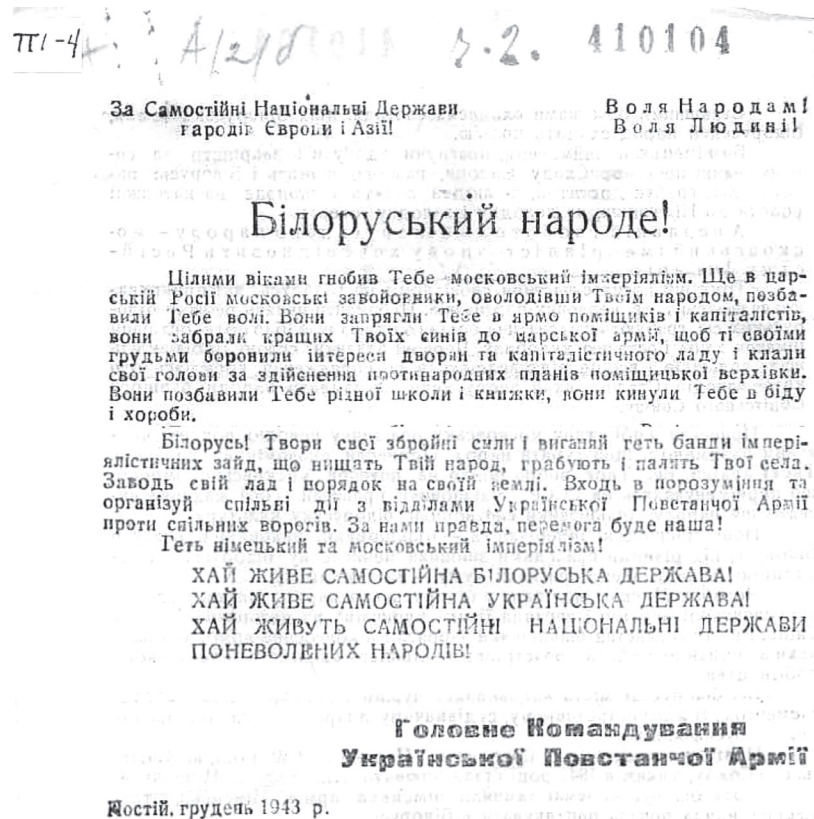 ПІ-4 А/2/б 4.2. 410104
За Самостійні Національні Держави Воля Народам!
народів Європи і Азії! Воля Людині!
Білоруський народе!
Цілими віками гнобив Тебе московський імперіялізм. Ще в цар-
ській Росії московські завойовники, оволодівши Твоїм народом, позба-
вили Тебе волі. Вони запрягли Тебе в ярмо поміщиків і капіталістів,
вони забрали кращих Твоїх синів до царської армії, щоб ті своїми
грудьми боронили інтереси дворян та капіталістичного ладу і клали
свої голови за здійснення протинародних планів поміщицької верхівки.
Вони позбавили Тебе рідної школи і книжки, вони кинули Тебе в біду
і хороби.
Білорусь! Твори свої збройні сили і виганяй геть банди імпері-
ялістичних зайд, що нищать Твій народ, грабують і палять Твої села.
Заводь свій лад і порядок на своїй землі. Входь в порозуміння та
організуй спільні дії з відділами Української Повстанчої Армії
проти спільних ворогів. За нами правда, перемога буде наша!
Геть німецький та московський імперіялізм!
ХАЙ ЖИВЕ САМОСТІЙНА БІЛОРУСЬКА ДЕРЖАВА!
ХАЙ ЖИВЕ САМОСТІЙНА УКРАЇНСЬКА ДЕРЖАВА!
ХАЙ ЖИВУТЬ САМОСТІЙНІ НАЦІОНАЛЬНІ ДЕРЖАВИ
ПОНЕВОЛЕНИХ НАРОДІВ!
Головне Командування
Української Повстанчої Армії
Постій, грудень 1943 р.